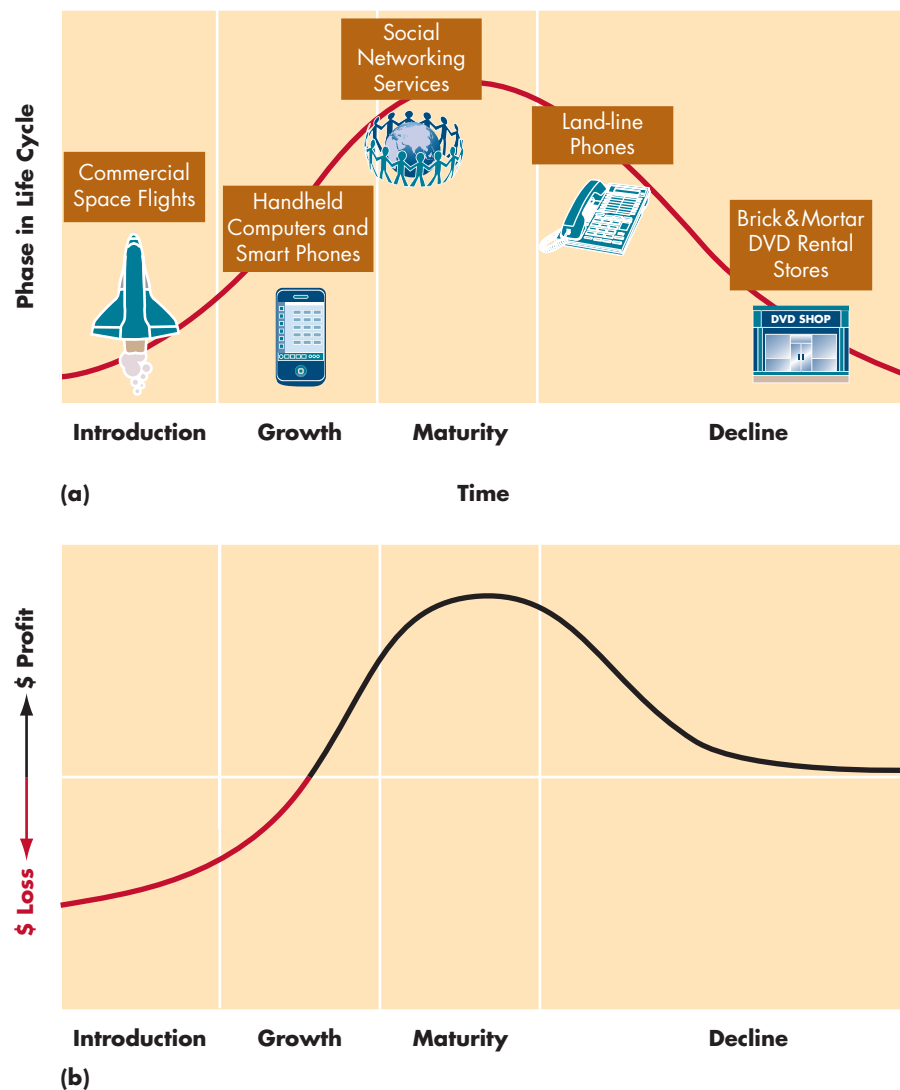 Phase in Life Cycle
Commercial
Space Flights
Handheld
Computers and
Smart Phones
Social
Networking
Services
Land-line
Phones
Brick & Mortar
DVD Rental
Stores
DVD SHOP
Introduction
Growth
Maturity
Decline
(a)
Time
$ Profit
$ Loss
Introduction
Growth
Maturity
Decline
(b)